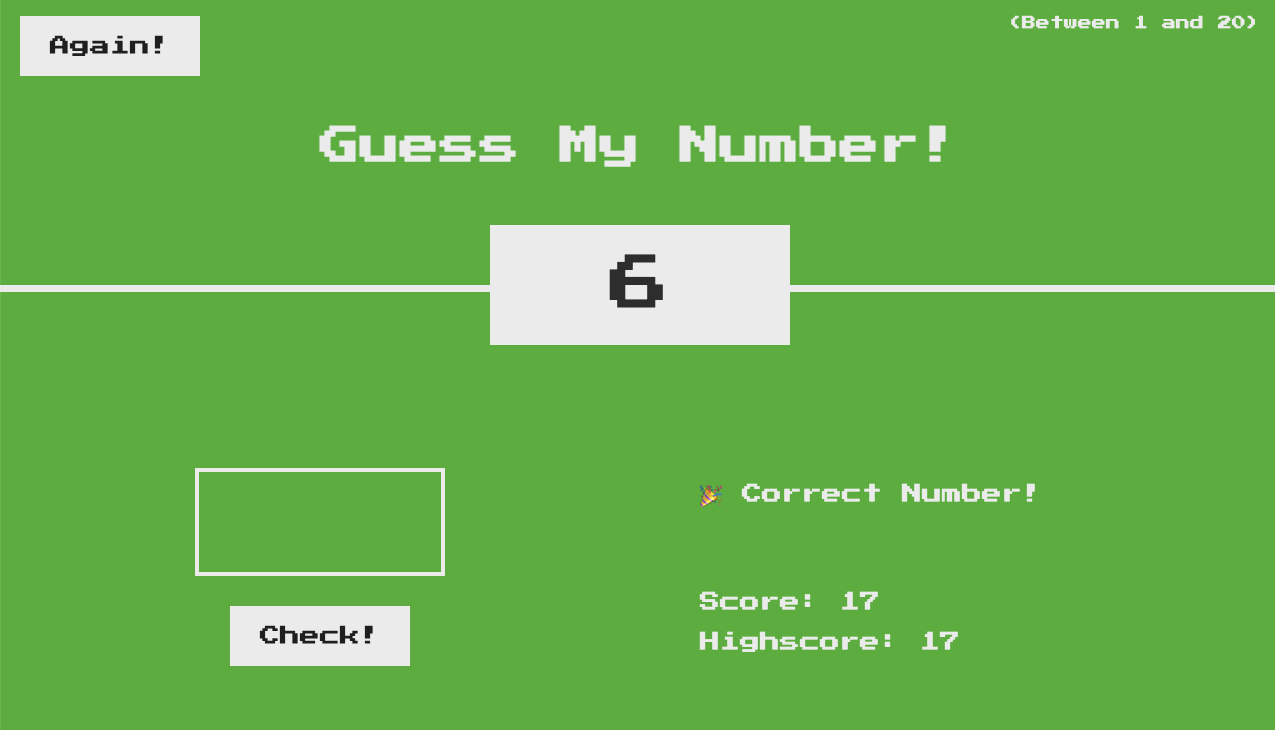 Again!
(Between 1 and 20)
Guess My Number!
6
🎉 Correct Number!
Score: 17
Highscore: 17
Check!